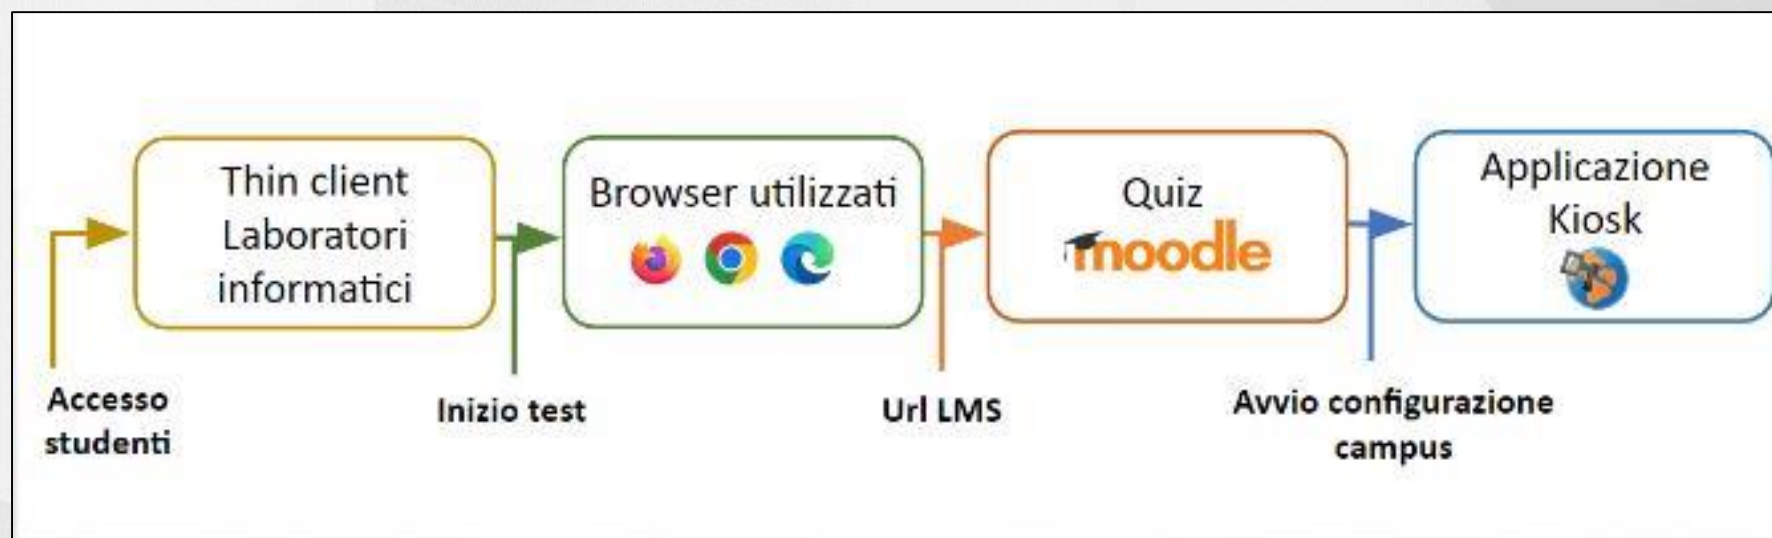 Thin client
Laboratori
informatici
Browser utilizzati
Quiz
moodle
Applicazione
Kiosk
Accesso
studenti
Inizio test
Url LMS
Avvio configurazione
campus